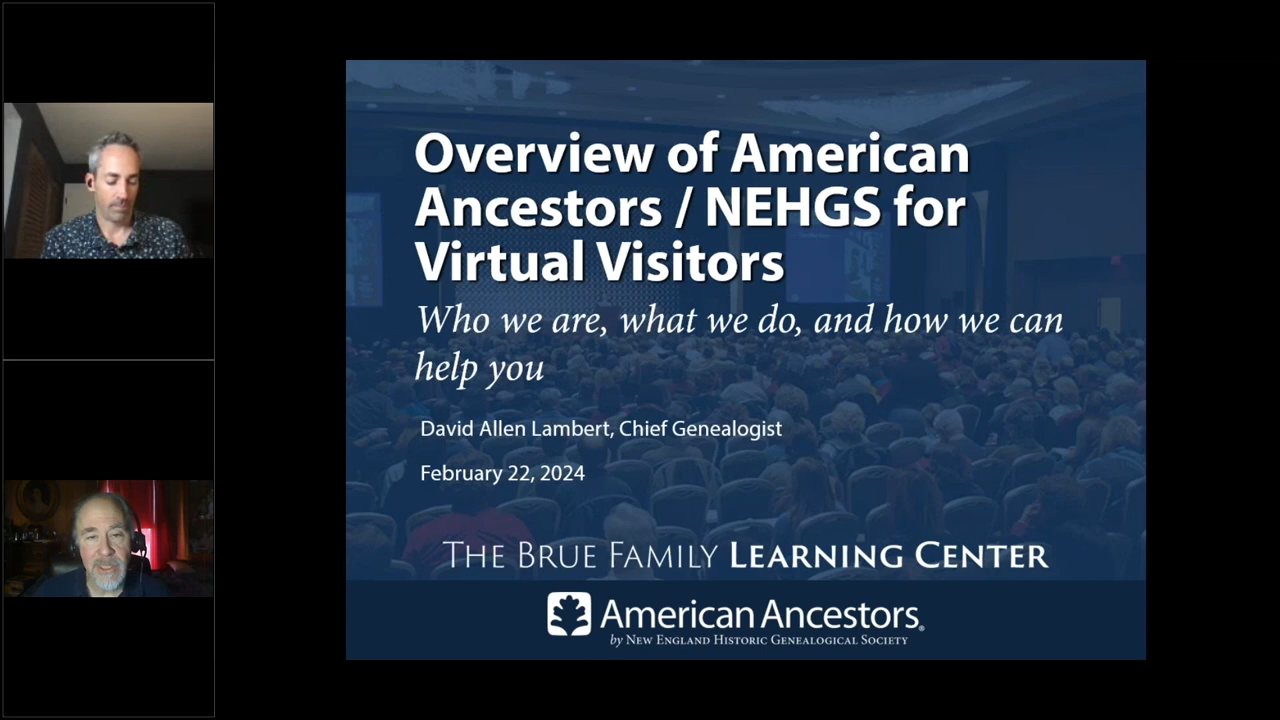 Overview of American
Ancestors / NEHGS for
Virtual Visitors
Who we are, what we do, and how we can
help you
David Allen Lambert, Chief Genealogist
February 22, 2024
THE BRUE FAMILY LEARNING CENTER
American Ancestors®
by NEW ENGLAND HISTORIC GENEALOGICAL SOCIETY